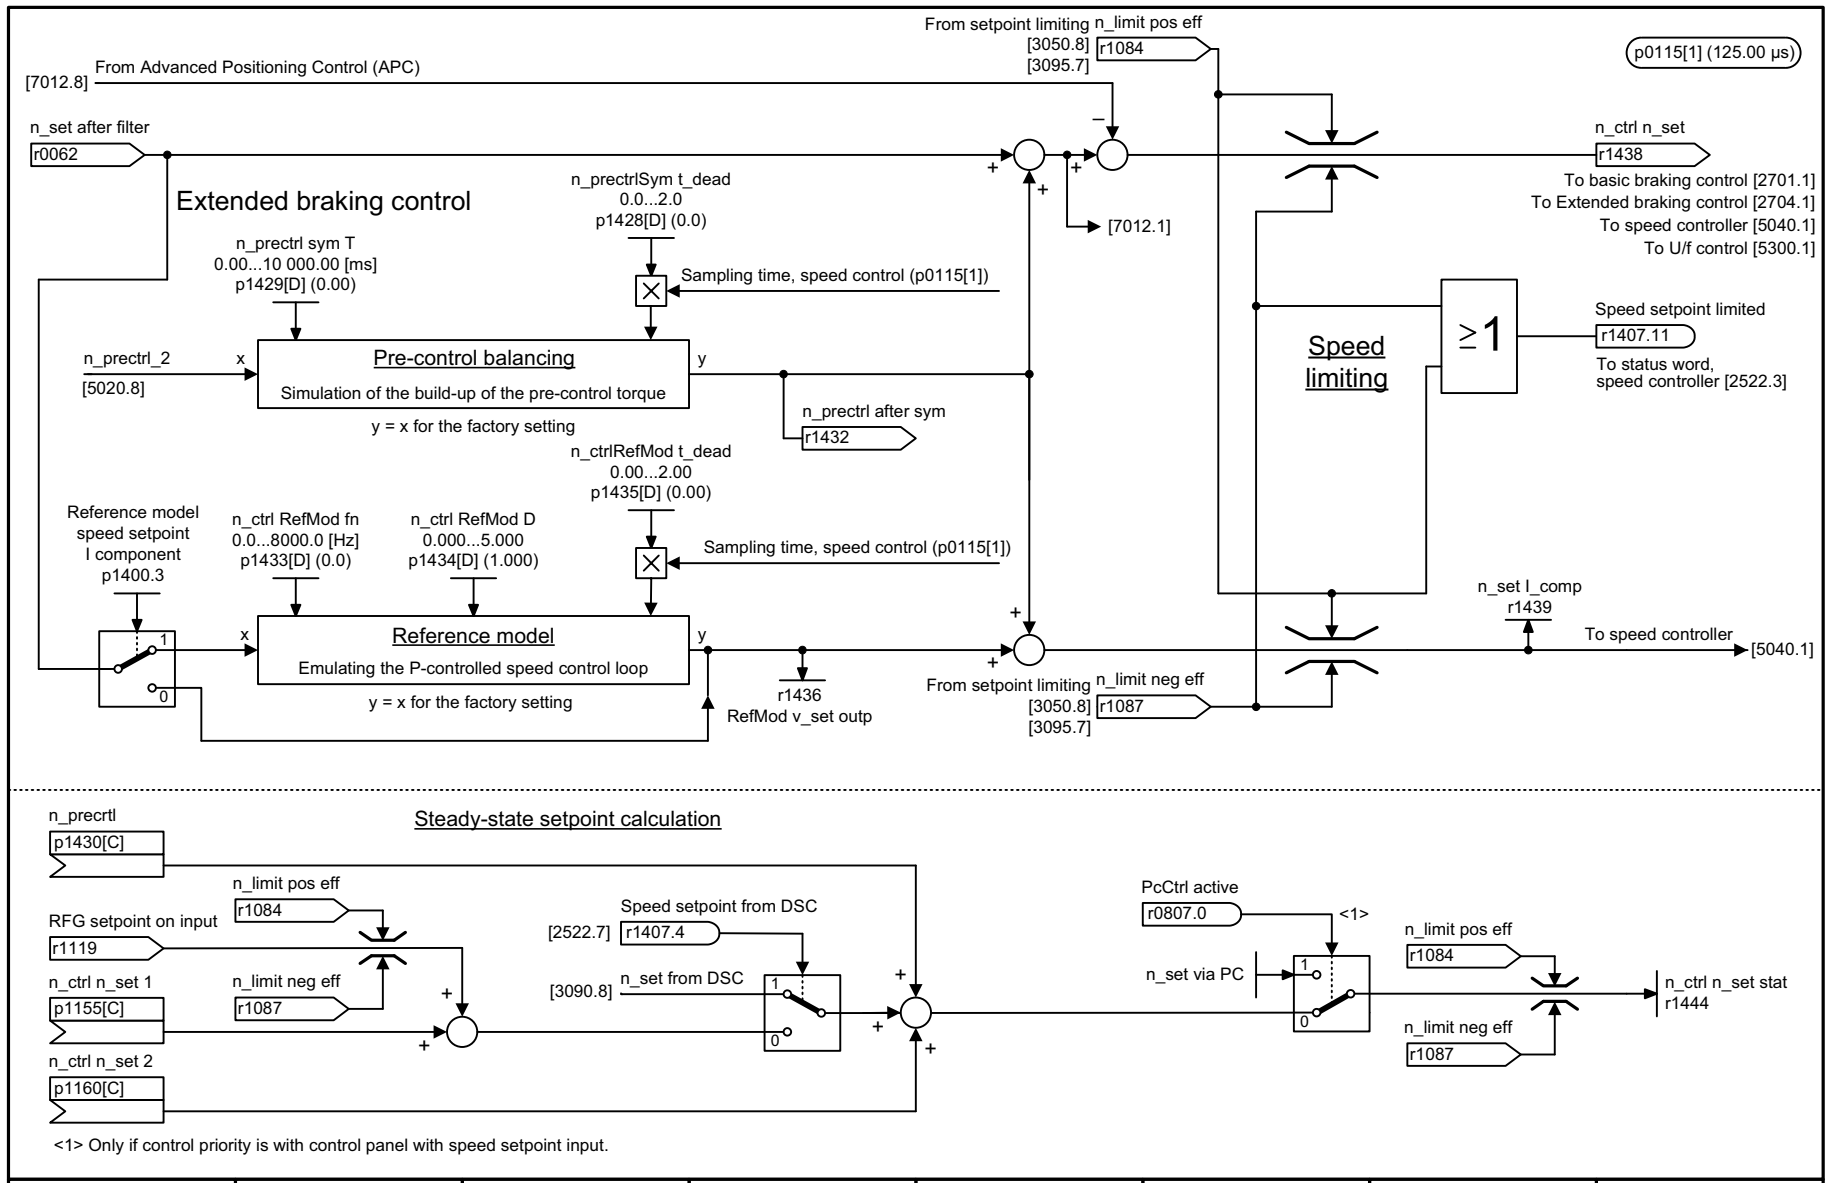 From setpoint limiting n_limit pos eff
[3050.8] r1084
[3095.7]
p0115[1] (125.00 µs)
From Advanced Positioning Control (APC)
[7012.8]
–
n_set after filter
r0062
+
+
+
n_ctrl n_set
r1438
To basic braking control [2701.1]
To Extended braking control [2704.1]
To speed controller [5040.1]
To U/f control [5300.1]
[7012.1]
Extended braking control
n_prectrlSym t_dead
0.0...2.0
p1428[D] (0.0)
n_prectrl sym T
0.00...10 000.00 [ms]
p1429[D] (0.00)
Sampling time, speed control (p0115[1])
n_prectrl_2
[5020.8]
x
Pre-control balancing
Simulation of the build-up of the pre-control torque
y
y = x for the factory setting
n_prectrl after sym
r1432
Speed
limiting
≥1
Speed setpoint limited
r1407.11
To status word,
speed controller [2522.3]
n_ctrlRefMod t_dead
0.00...2.00
p1435[D] (0.00)
Reference model
speed setpoint
I component
p1400.3
n_ctrl RefMod fn
0.0...8000.0 [Hz]
p1433[D] (0.0)
n_ctrl RefMod D
0.000...5.000
p1434[D] (1.000)
Sampling time, speed control (p0115[1])
1
0
x
Reference model
Emulating the P-controlled speed control loop
y
y = x for the factory setting
r1436
RefMod v_set outp
+
+
n_set I_comp
r1439
To speed controller
[5040.1]
From setpoint limiting n_limit neg eff
[3050.8] r1087
[3095.7]
Steady-state setpoint calculation
n_precrtl
p1430[C]
n_limit pos eff
r1084
RFG setpoint on input
r1119
n_limit neg eff
r1087
n_ctrl n_set 1
p1155[C]
+
+
n_ctrl n_set 2
p1160[C]
Speed setpoint from DSC
[2522.7] r1407.4
[3090.8] n_set from DSC
1
0
+
+
+
PcCtrl active
r0807.0
<1>
n_set via PC
1
0
n_limit pos eff
r1084
n_limit neg eff
r1087
n_ctrl n_set stat
r1444
<1> Only if control priority is with control panel with speed setpoint input.